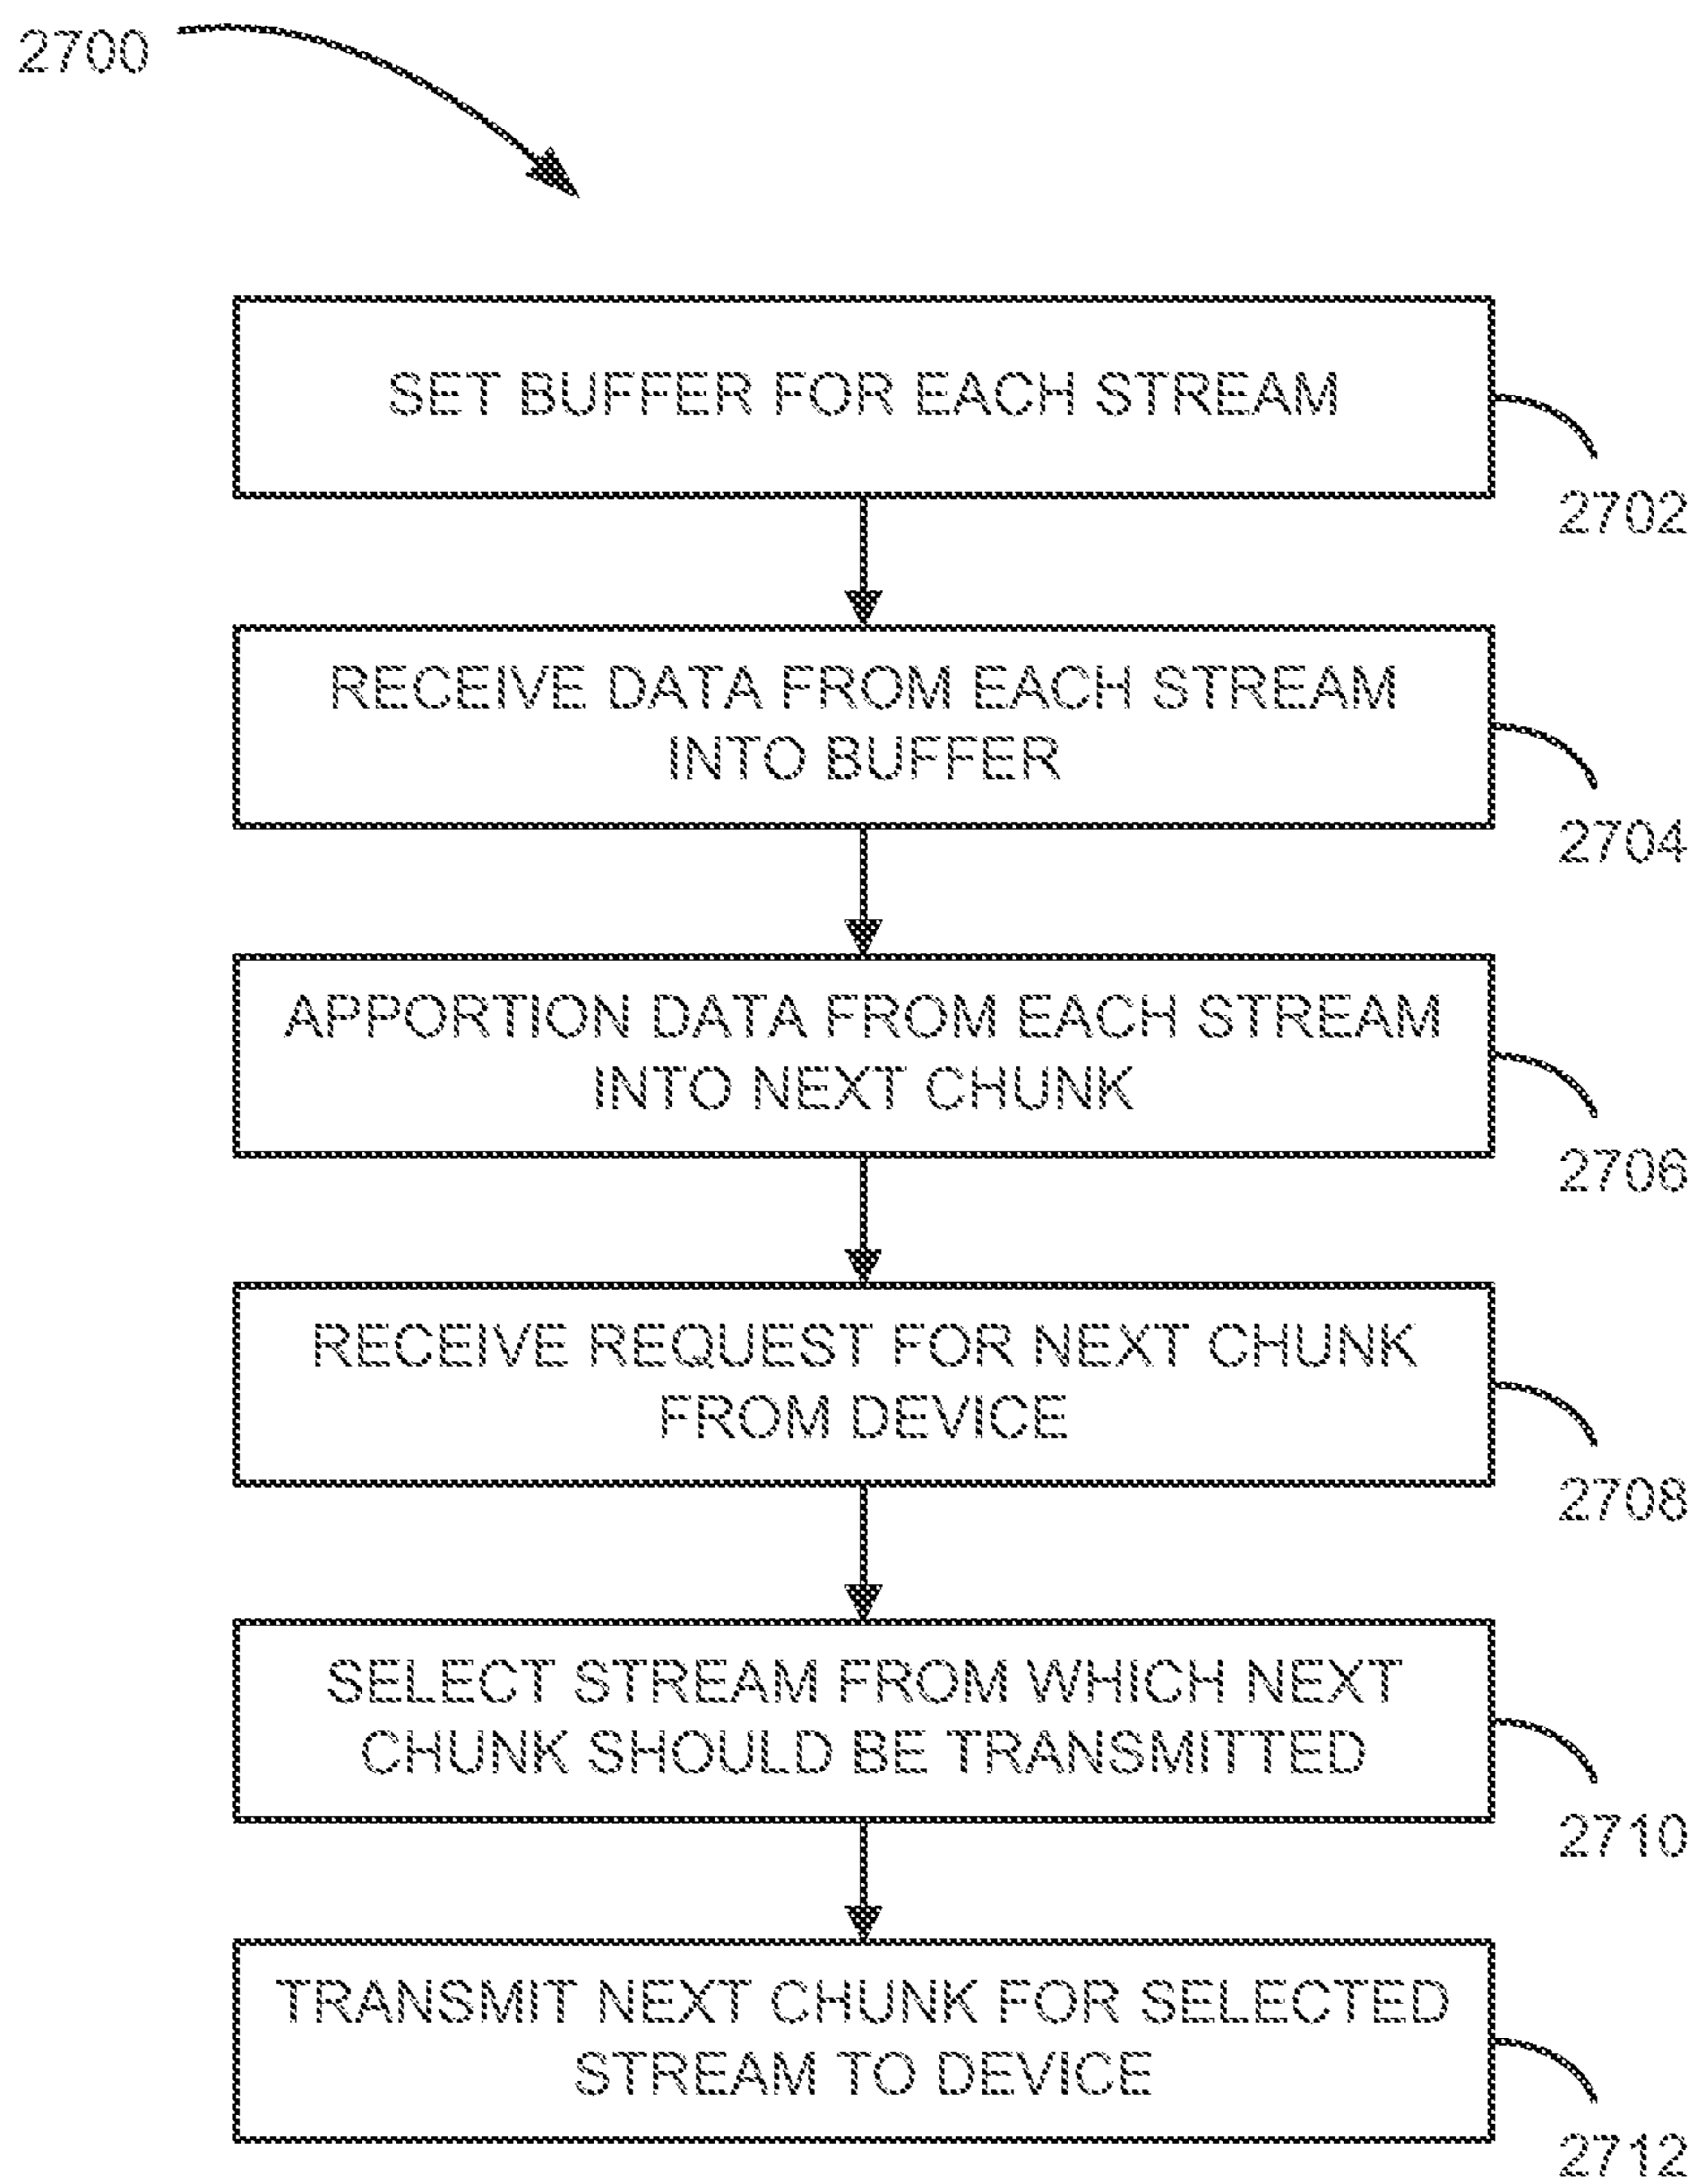 2700
SET BUFFER FOR EACH STREAM
2702
RECEIVE DATA FROM EACH STREAM
INTO BUFFER
2704
APPORTION DATA FROM EACH STREAM
INTO NEXT CHUNK
2706
RECEIVE REQUEST FOR NEXT CHUNK
FROM DEVICE
2708
SELECT STREAM FROM WHICH NEXT
CHUNK SHOULD BE TRANSMITTED
2710
TRANSMIT NEXT CHUNK FOR SELECTED
STREAM TO DEVICE
2712